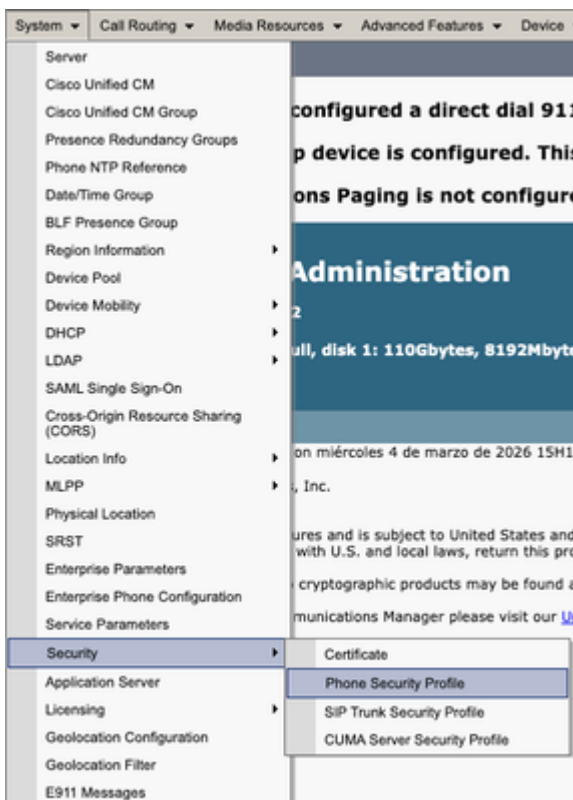 System Call Routing Media Resources Advanced Features Device
Server
Cisco Unified CM
Cisco Unified CM Group
configured a direct dial 911
Presence Redundancy Groups
p device is configured. This
Phone NTP Reference
Date/Time Group
ons Paging is not configure
BLF Presence Group
Region Information
Device Pool
Administration
Device Mobility
2
DHCP
ull, disk 1: 110Gbytes, 8192Mbyte
LDAP
SAML Single Sign-On
Cross-Origin Resource Sharing
(CORS)
Location Info
on miércoles 4 de marzo de 2026 15H1
MLPP
, Inc.
Physical Location
SRST
ures and is subject to United States and
with U.S. and local laws, return this pro
Enterprise Parameters
cryptographic products may be found a
Enterprise Phone Configuration
Service Parameters
munications Manager please visit our
Security
Certificate
Application Server
Phone Security Profile
Licensing
SIP Trunk Security Profile
Geolocation Configuration
CUMA Server Security Profile
Geolocation Filter
E911 Messages